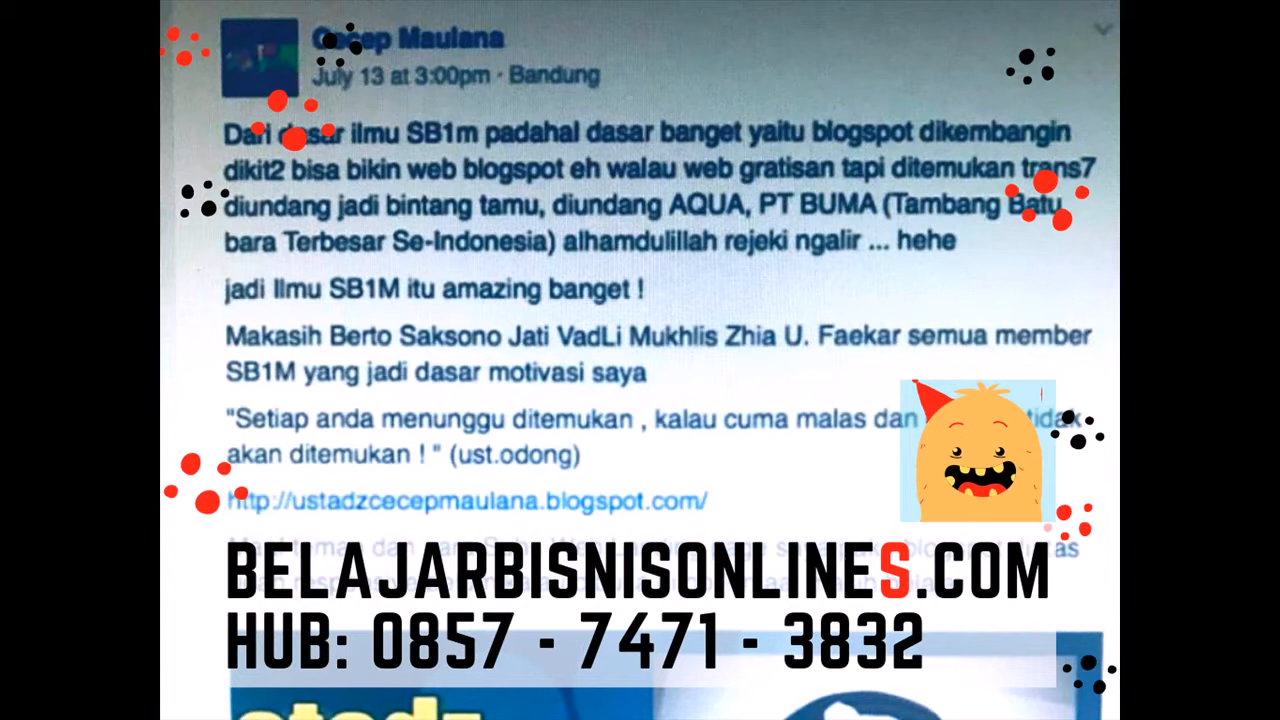 Cecep Maulana
July 13 at 3:00pm · Bandung
Dari dasar ilmu SB1m padahal dasar banget yaitu blogspot dikembangin
dikit2 bisa bikin web blogspot eh walau web gratisan tapi ditemukan trans7
diundang jadi bintang tamu, diundang AQUA, PT BUMA (Tambang Batu
bara Terbesar Se-Indonesia) alhamdulillah rejeki ngalir ... hehe
jadi Ilmu SB1M itu amazing banget !
Makasih Berto Saksono Jati VadLi Mukhlis Zhia U. Faekar semua member
SB1M yang jadi dasar motivasi saya
"Setiap anda menunggu ditemukan , kalau cuma malas dan tidak
akan ditemukan ! " (ust.odong)
http://ustadzcecepmaulana.blogspot.com/
BELAJARBISNISONLINES.COM
HUB: 0857 - 7471 - 3832